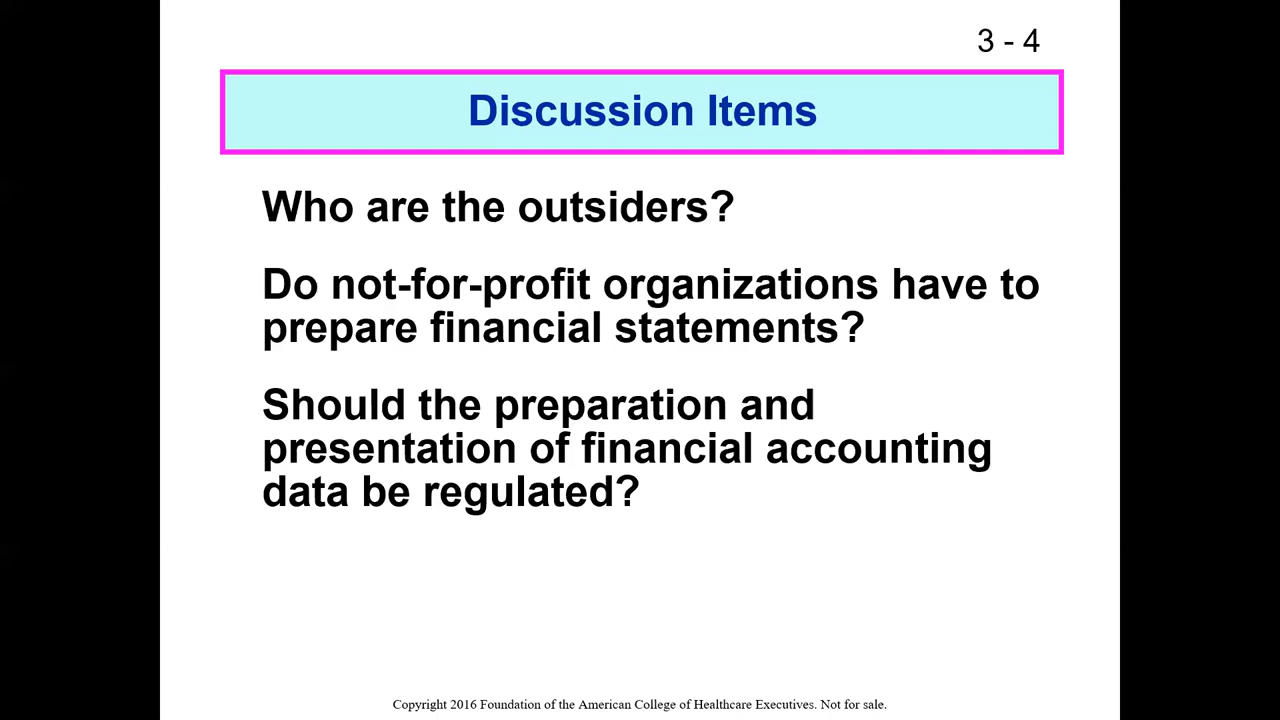 3 - 4
Discussion Items
Who are the outsiders?
Do not-for-profit organizations have to
prepare financial statements?
Should the preparation and
presentation of financial accounting
data be regulated?
Copyright 2016 Foundation of the American College of Healthcare Executives. Not for sale.